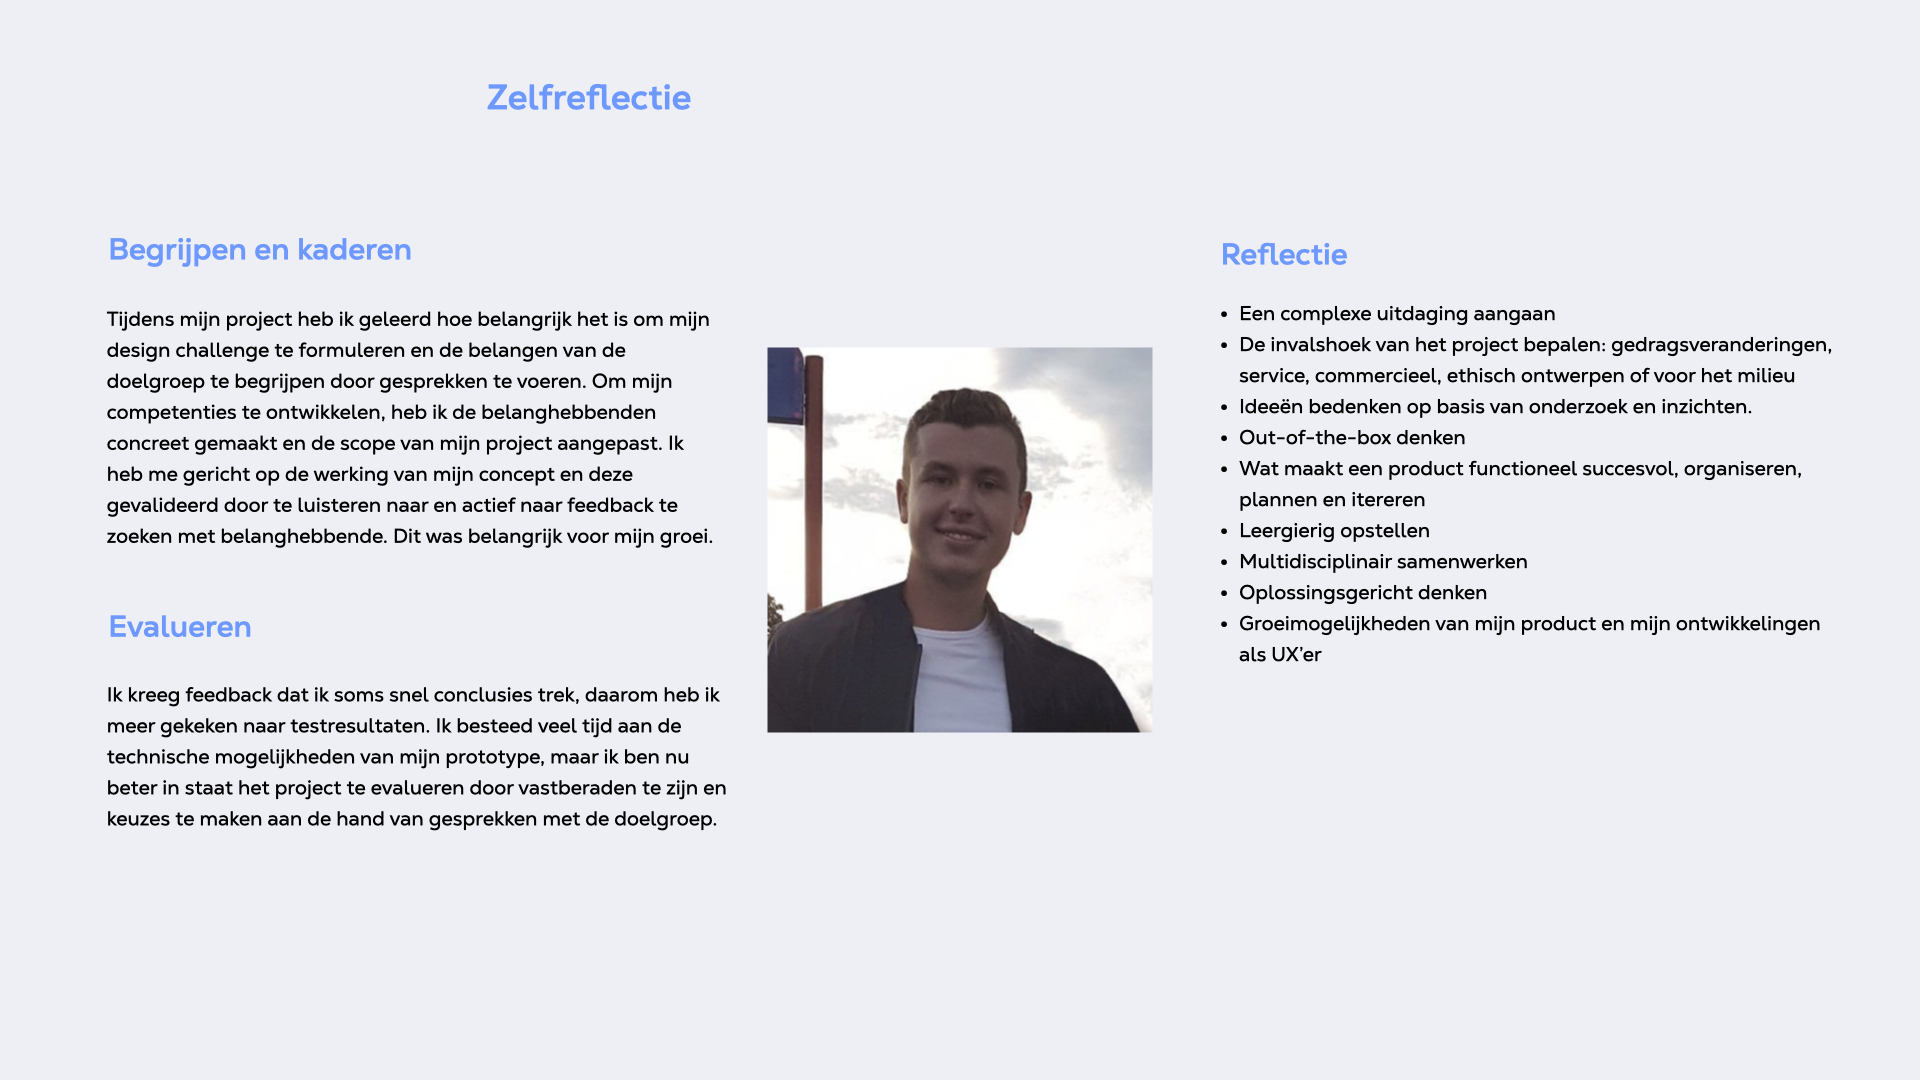 Zelfreflectie
Begrijpen en kaderen
Tijdens mijn project heb ik geleerd hoe belangrijk het is om mijn
design challenge te formuleren en de belangen van de
doelgroep te begrijpen door gesprekken te voeren. Om mijn
competenties te ontwikkelen, heb ik de belanghebbenden
concreet gemaakt en de scope van mijn project aangepast. Ik
heb me gericht op de werking van mijn concept en deze
gevalideerd door te luisteren naar en actief naar feedback te
zoeken met belanghebbende. Dit was belangrijk voor mijn groei.
Evalueren
Ik kreeg feedback dat ik soms snel conclusies trek, daarom heb ik
meer gekeken naar testresultaten. Ik besteed veel tijd aan de
technische mogelijkheden van mijn prototype, maar ik ben nu
beter in staat het project te evalueren door vastberaden te zijn en
keuzes te maken aan de hand van gesprekken met de doelgroep.
Reflectie
• Een complexe uitdaging aangaan
• De invalshoek van het project bepalen: gedragsveranderingen,
service, commercieel, ethisch ontwerpen of voor het milieu
• Ideeën bedenken op basis van onderzoek en inzichten.
• Out-of-the-box denken
• Wat maakt een product functioneel succesvol, organiseren,
plannen en itereren
• Leergierig opstellen
• Multidisciplinair samenwerken
• Oplossingsgericht denken
• Groeimogelijkheden van mijn product en mijn ontwikkelingen
als UX’er